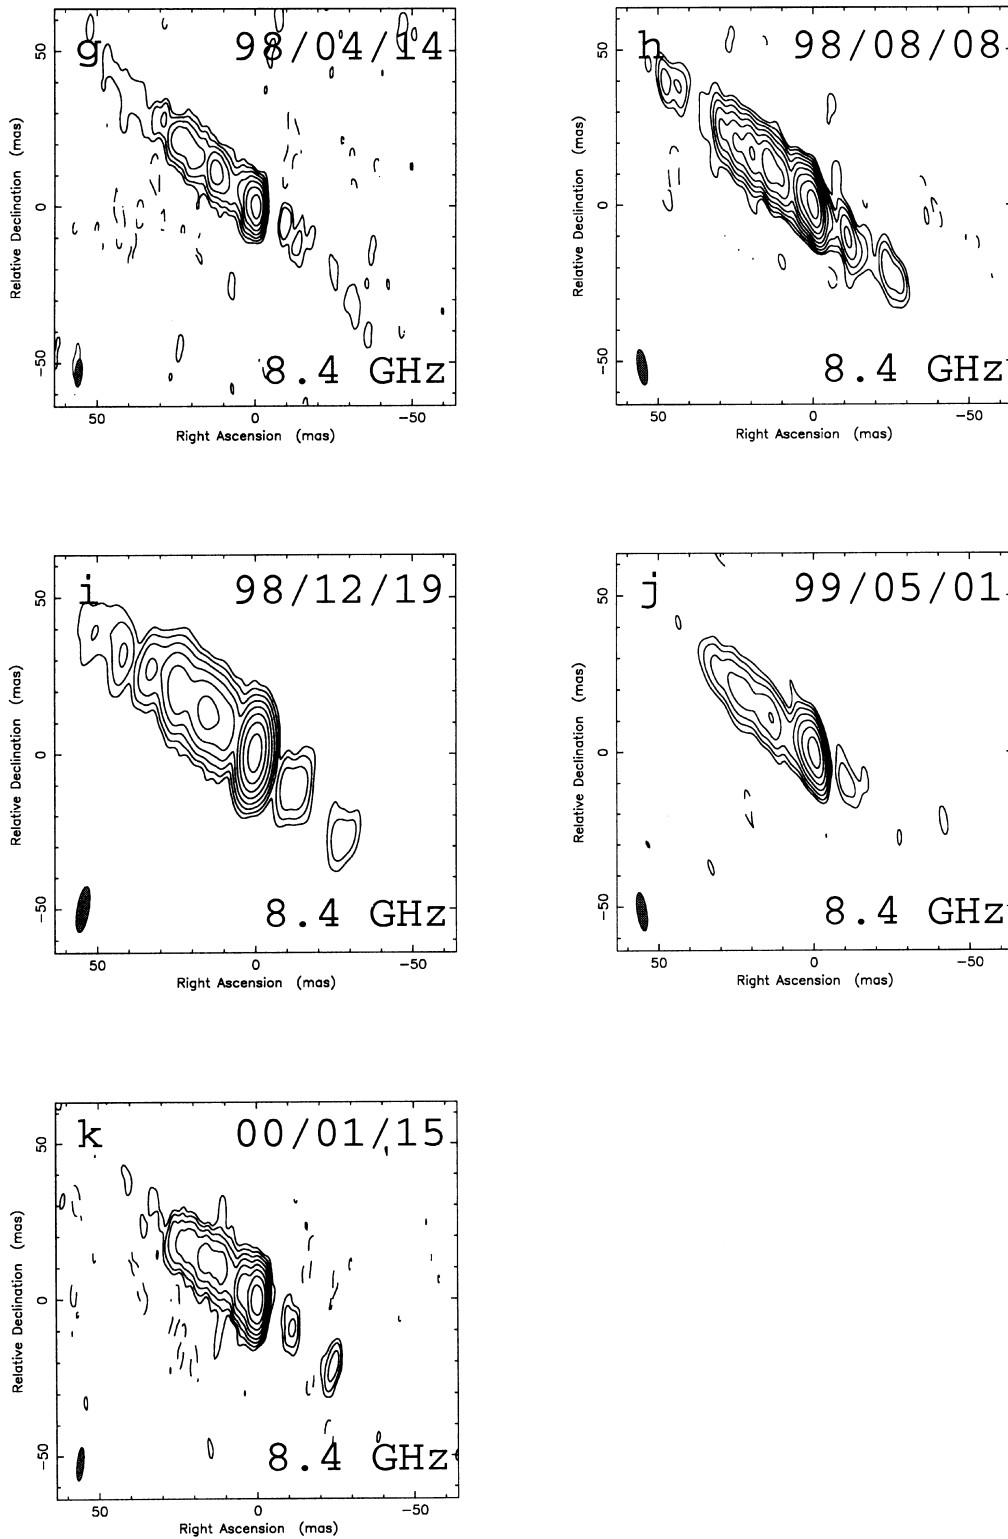 g 98/04/14
8.4 GHz
50
0
−50
Relative Declination (mas)
50 0 −50
Right Ascension (mas)
h 98/08/08
8.4 GHz
50
0
−50
Relative Declination (mas)
50 0 −50
Right Ascension (mas)
i 98/12/19
8.4 GHz
50
0
−50
Relative Declination (mas)
50 0 −50
Right Ascension (mas)
j 99/05/01
8.4 GHz
50
0
−50
Relative Declination (mas)
50 0 −50
Right Ascension (mas)
k 00/01/15
8.4 GHz
50
0
−50
Relative Declination (mas)
50 0 −50
Right Ascension (mas)